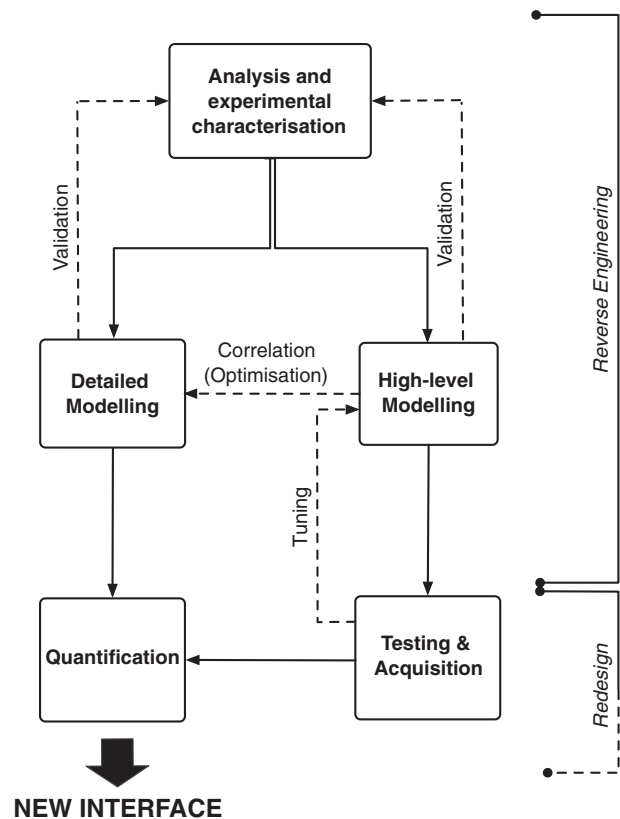 Analysis and
experimental
characterisation
Validation
Validation
Reverse Engineering
Correlation
(Optimisation)
Detailed
Modelling
High-level
Modelling
Tuning
Quantification
Testing &
Acquisition
Redesign
NEW INTERFACE